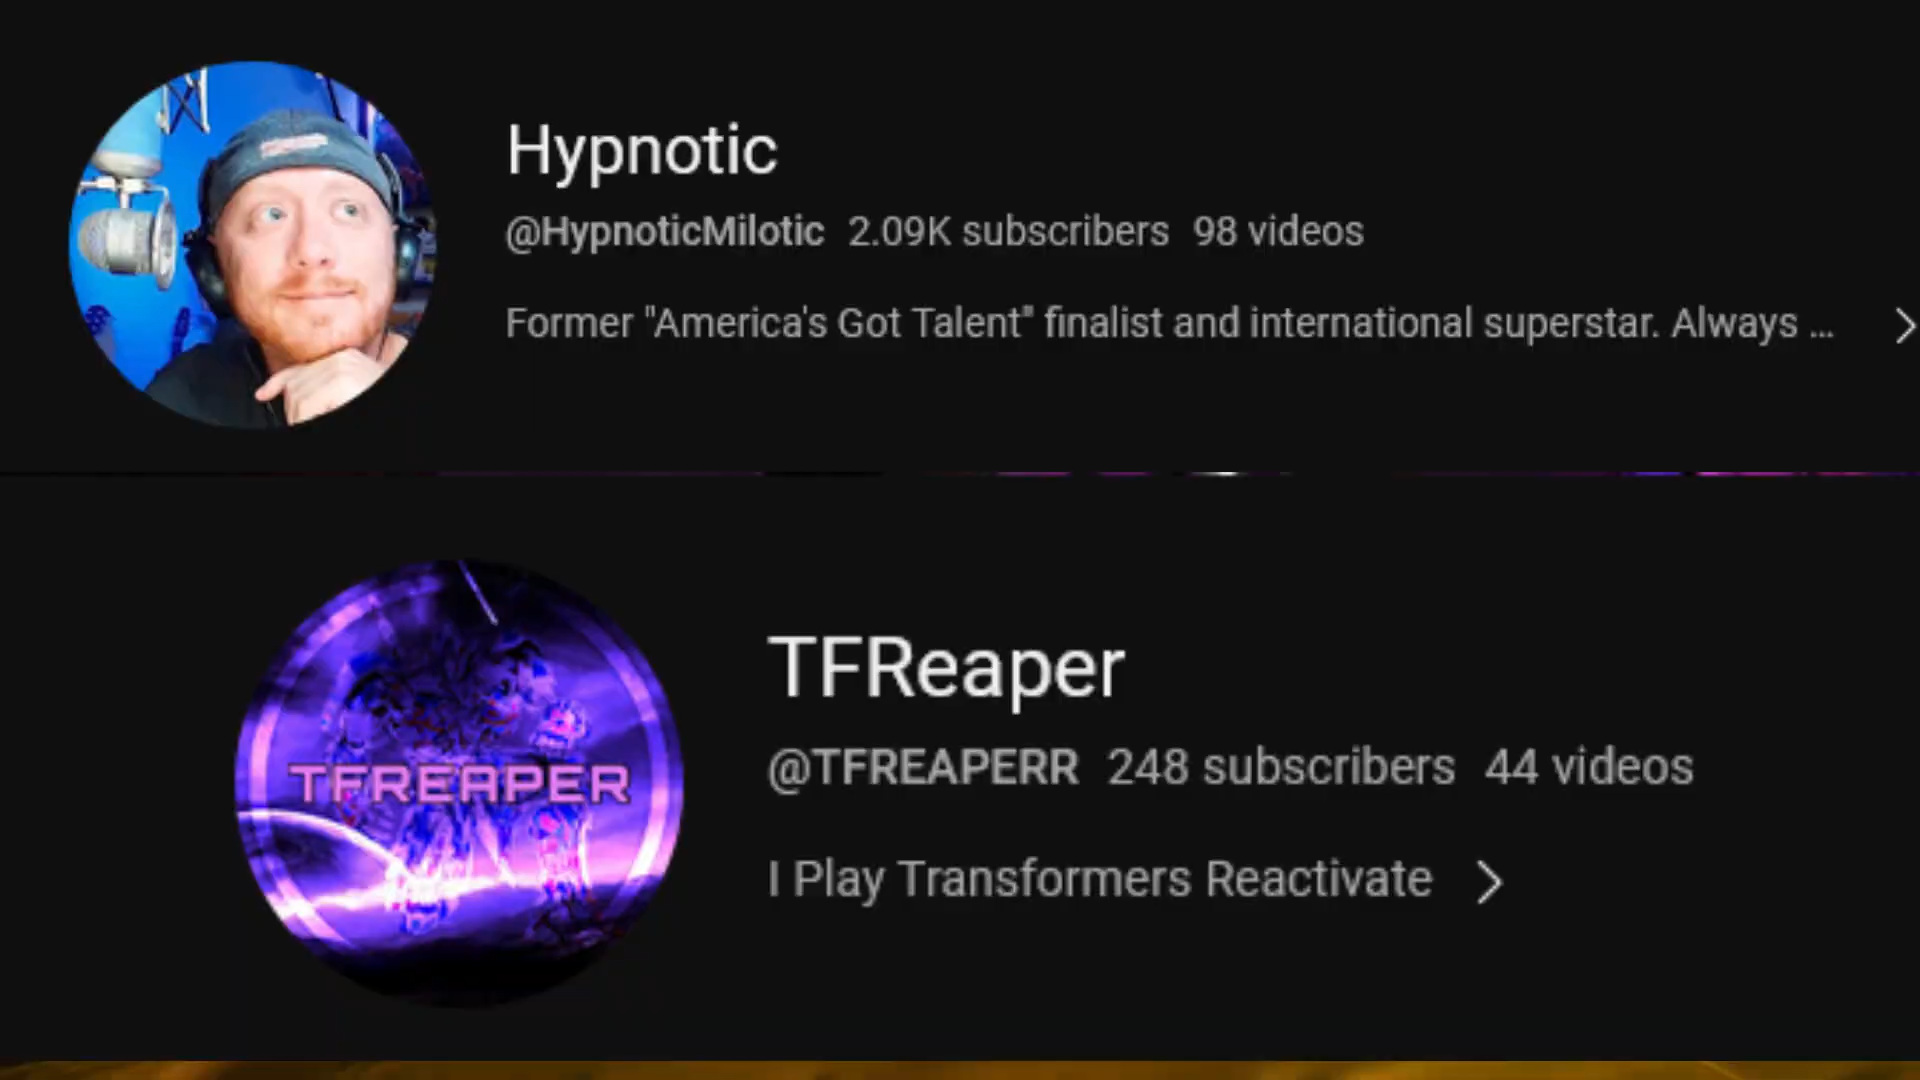 Hypnotic
@HypnoticMilotic 2.09K subscribers 98 videos
Former "America's Got Talent" finalist and international superstar. Always ...
TFReaper
TFREAPER
@TFREAPERR 248 subscribers 44 videos
I Play Transformers Reactivate